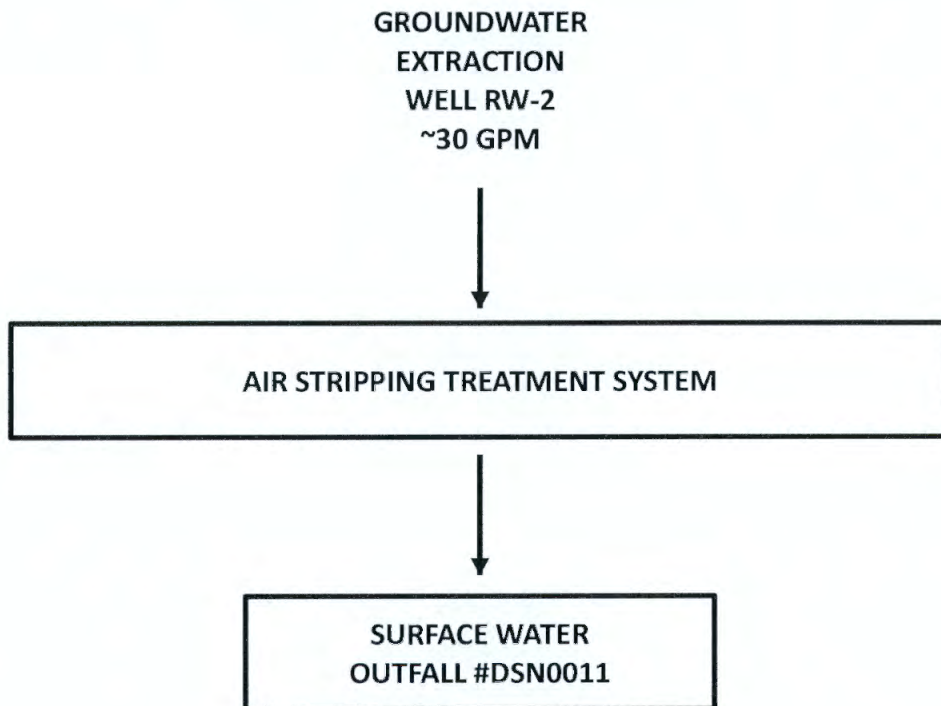 GROUNDWATER
EXTRACTION
WELL RW-2
~30 GPM
AIR STRIPPING TREATMENT SYSTEM
SURFACE WATER
OUTFALL #DSN0011